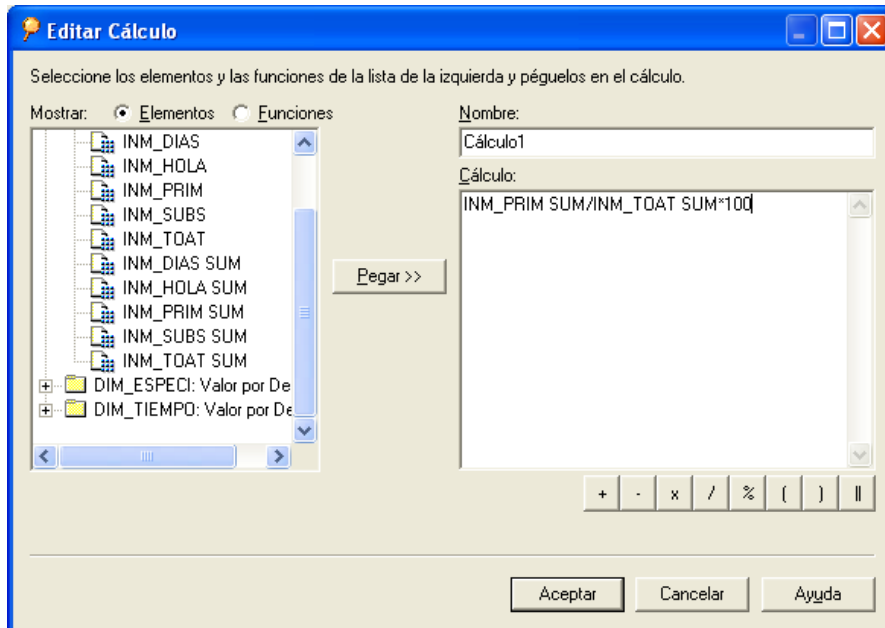 Editar Cálculo
Seleccione los elementos y las funciones de la lista de la izquierda y péguelos en el cálculo.
Mostrar: Elementos Funciones
INM_DIAS
INM_HOLA
INM_PRIM
INM_SUBS
INM_TOAT
INM_DIAS SUM
INM_HOLA SUM
INM_PRIM SUM
INM_SUBS SUM
INM_TOAT SUM
DIM_ESPECI: Valor por De
DIM_TIEMPO: Valor por De
Pegar >>
Nombre:
Cálculo1
Cálculo:
INM_PRIM SUM/INM_TOAT SUM*100
+ - x / % ( ) ||
Aceptar Cancelar Ayuda